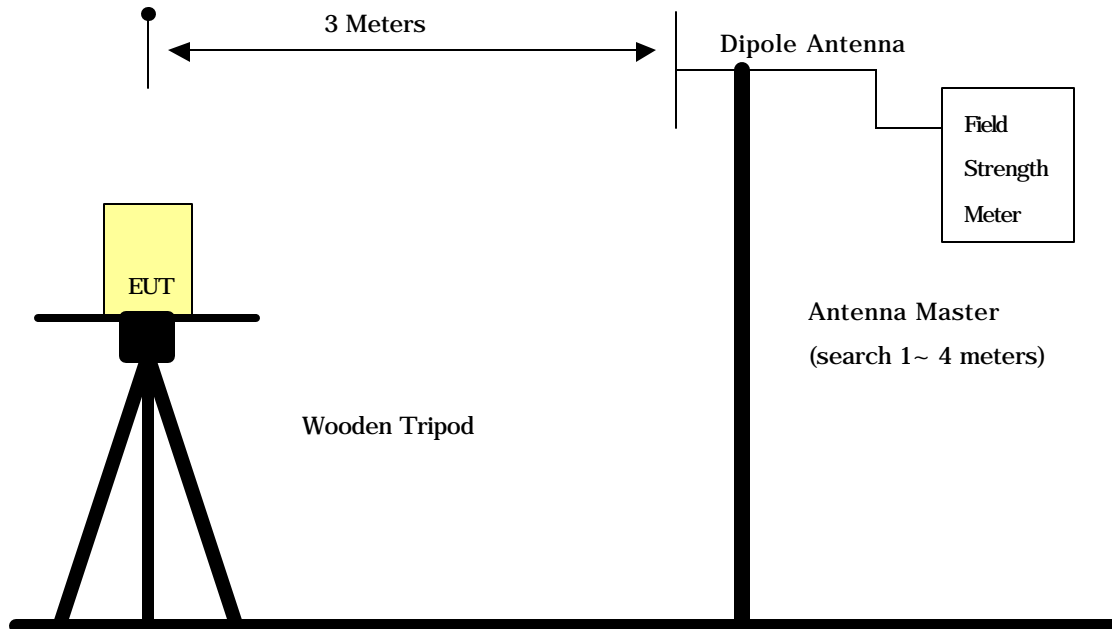 3 Meters
Dipole Antenna
Field
Strength
Meter
EUT
Antenna Master
(search 1~ 4 meters)
Wooden Tripod